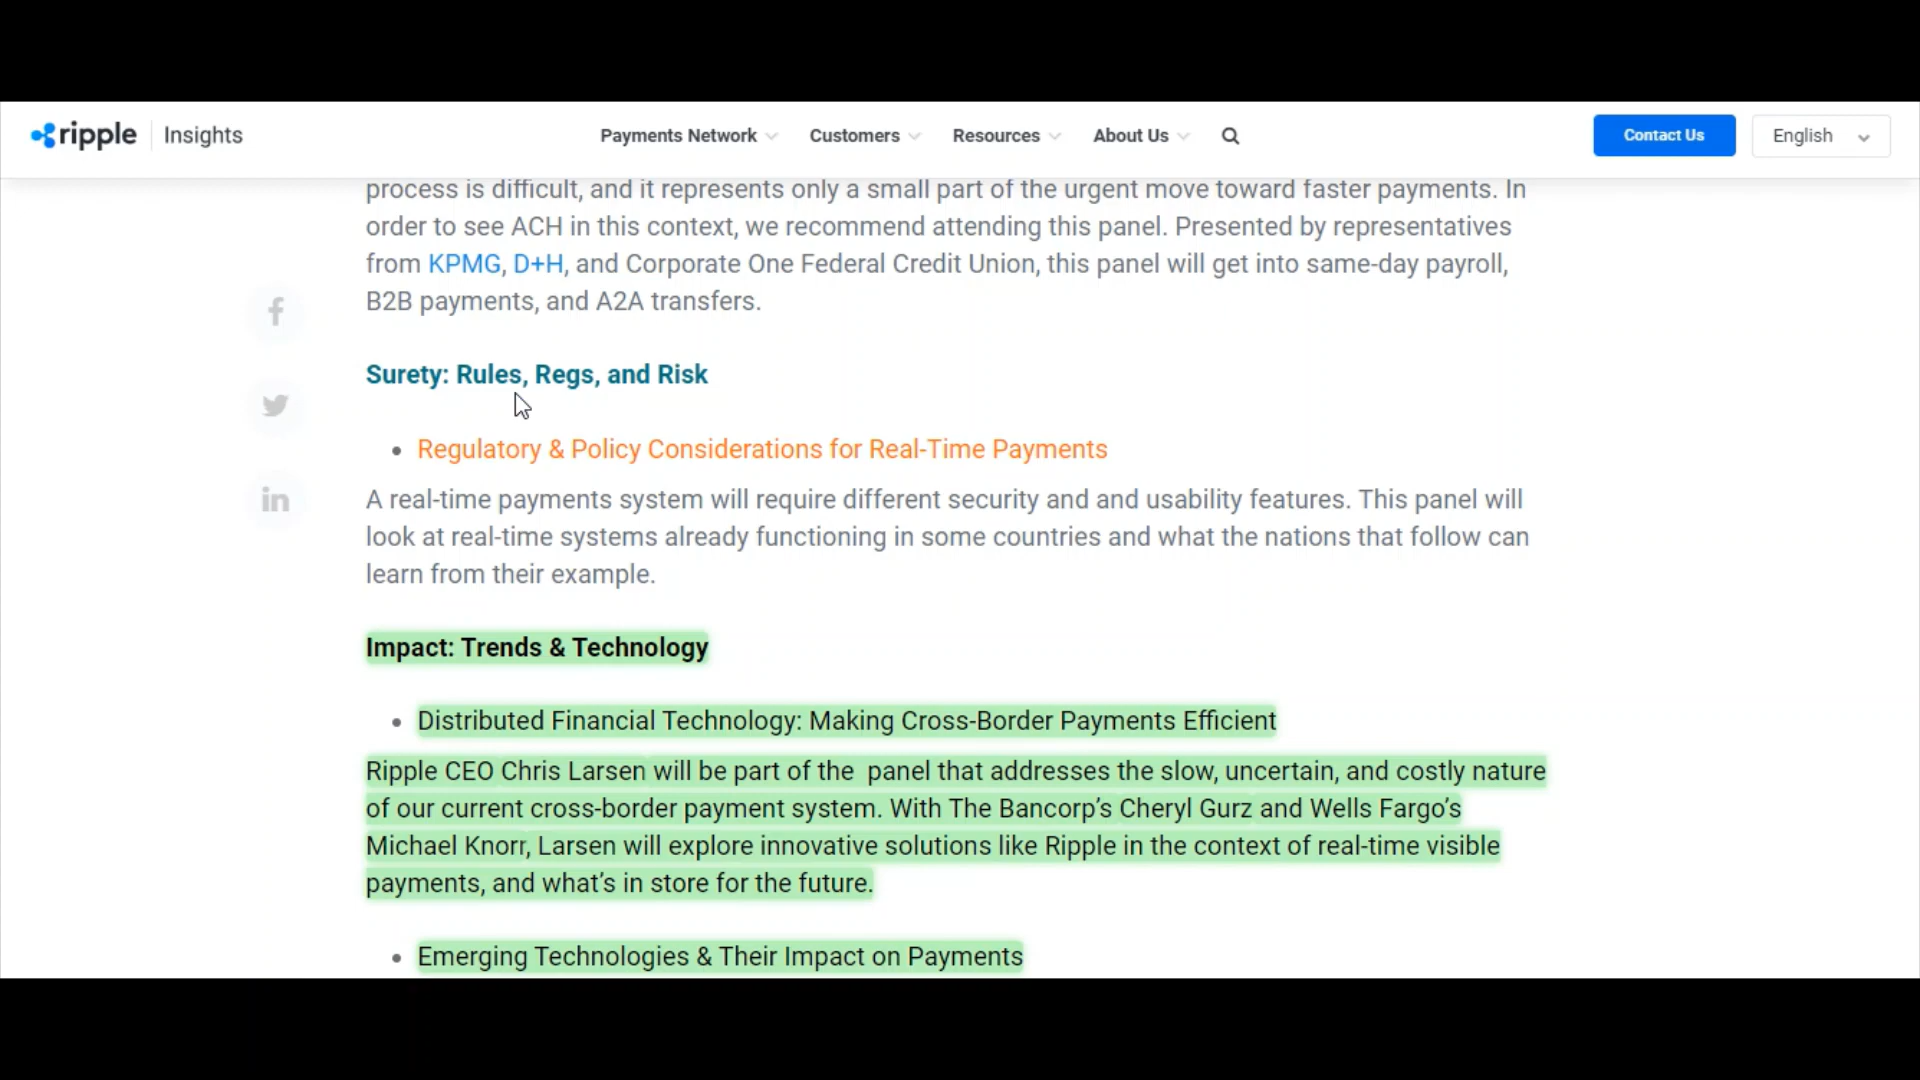 ripple | Insights
Payments Network
Customers
Resources
About Us
Contact Us
English
process is difficult, and it represents only a small part of the urgent move toward faster payments. In
order to see ACH in this context, we recommend attending this panel. Presented by representatives
from KPMG, D+H, and Corporate One Federal Credit Union, this panel will get into same-day payroll,
B2B payments, and A2A transfers.
Surety: Rules, Regs, and Risk
• Regulatory & Policy Considerations for Real-Time Payments
A real-time payments system will require different security and and usability features. This panel will
look at real-time systems already functioning in some countries and what the nations that follow can
learn from their example.
Impact: Trends & Technology
• Distributed Financial Technology: Making Cross-Border Payments Efficient
Ripple CEO Chris Larsen will be part of the  panel that addresses the slow, uncertain, and costly nature
of our current cross-border payment system. With The Bancorp’s Cheryl Gurz and Wells Fargo’s
Michael Knorr, Larsen will explore innovative solutions like Ripple in the context of real-time visible
payments, and what’s in store for the future.
• Emerging Technologies & Their Impact on Payments